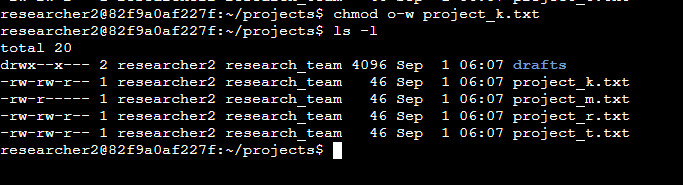 researcher2@82f9a0af227f:~/projects$ chmod o-w project_k.txt
researcher2@82f9a0af227f:~/projects$ ls -l
total 20
drwx--x--- 2 researcher2 research_team 4096 Sep  1 06:07 drafts
-rw-rw-r-- 1 researcher2 research_team   46 Sep  1 06:07 project_k.txt
-rw-r----- 1 researcher2 research_team   46 Sep  1 06:07 project_m.txt
-rw-rw-r-- 1 researcher2 research_team   46 Sep  1 06:07 project_r.txt
-rw-rw-r-- 1 researcher2 research_team   46 Sep  1 06:07 project_t.txt
researcher2@82f9a0af227f:~/projects$